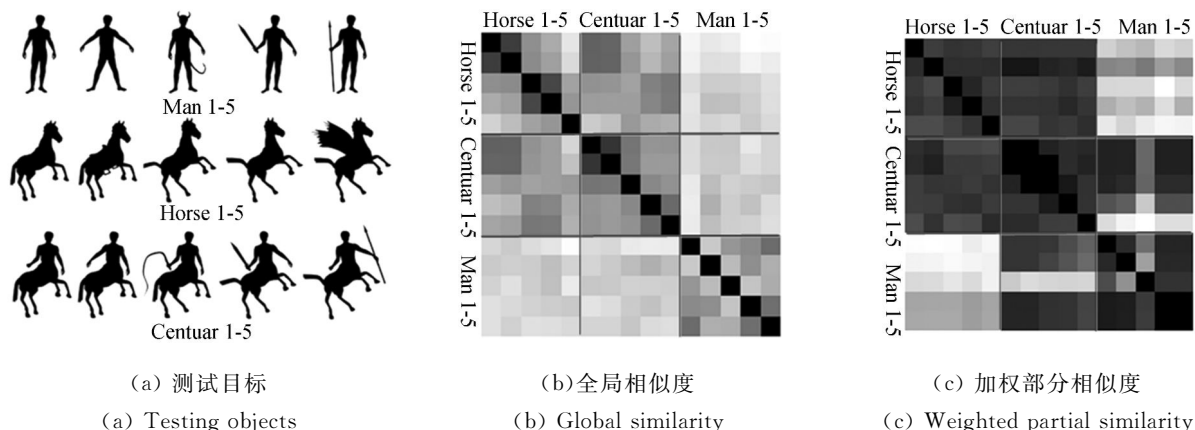 Man 1-5
Horse 1-5
Centuar 1-5
Horse 1-5 Centuar 1-5 Man 1-5
Horse 1-5
Centuar 1-5
Man 1-5
Horse 1-5 Centuar 1-5 Man 1-5
Horse 1-5
Centuar 1-5
Man 1-5
(a) 测试目标
(a) Testing objects
(b)全局相似度
(b) Global similarity
(c) 加权部分相似度
(c) Weighted partial similarity